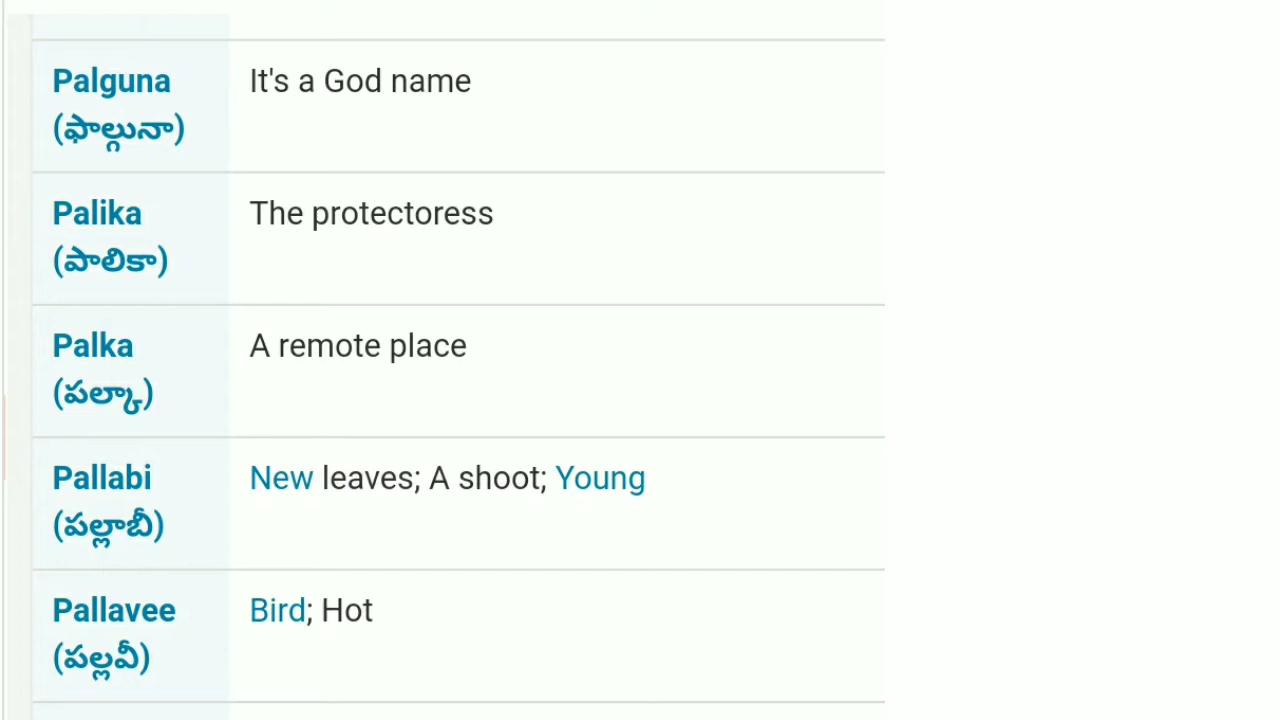 Palguna
(ఫాల్గునా)
It's a God name
Palika
(పాలికా)
The protectoress
Palka
(పల్కా)
A remote place
Pallabi
(పల్లాబీ)
New leaves; A shoot; Young
Pallavee
(పల్లవీ)
Bird; Hot